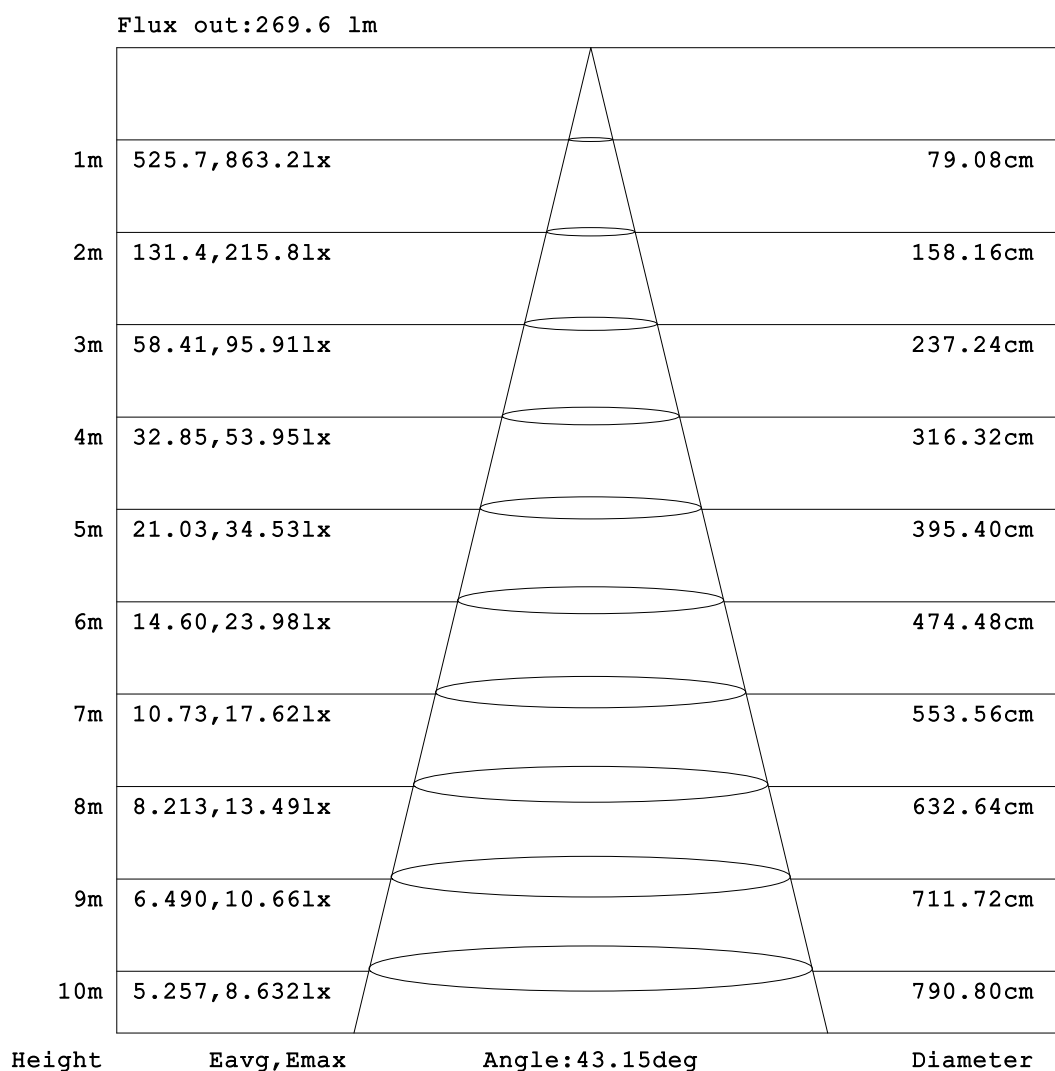 Flux out:269.6 lm
1m 525.7,863.2lx 79.08cm
2m 131.4,215.8lx 158.16cm
3m 58.41,95.91lx 237.24cm
4m 32.85,53.95lx 316.32cm
5m 21.03,34.53lx 395.40cm
6m 14.60,23.98lx 474.48cm
7m 10.73,17.62lx 553.56cm
8m 8.213,13.49lx 632.64cm
9m 6.490,10.66lx 711.72cm
10m 5.257,8.632lx 790.80cm
Height Eavg,Emax Angle:43.15deg Diameter